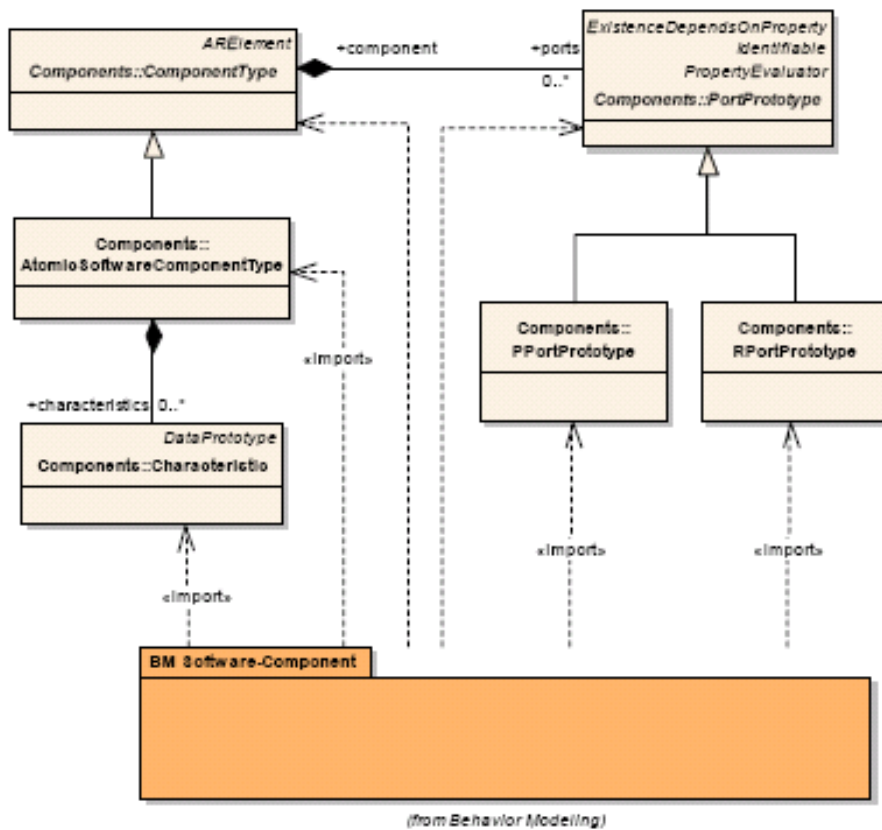 ARElement
Components::ComponentType
+component
+ports
0..*
ExistenceDependsOnProperty
Identifiable
PropertyEvaluator
Components::PortPrototype
Components::
AtomicSoftwareComponentType
Components::
PPortPrototype
Components::
RPortPrototype
«import»
+characteristics 0..*
DataPrototype
Components::Characteristic
«import»
«import»
«import»
BM Software-Component
(from Behavior Modeling)